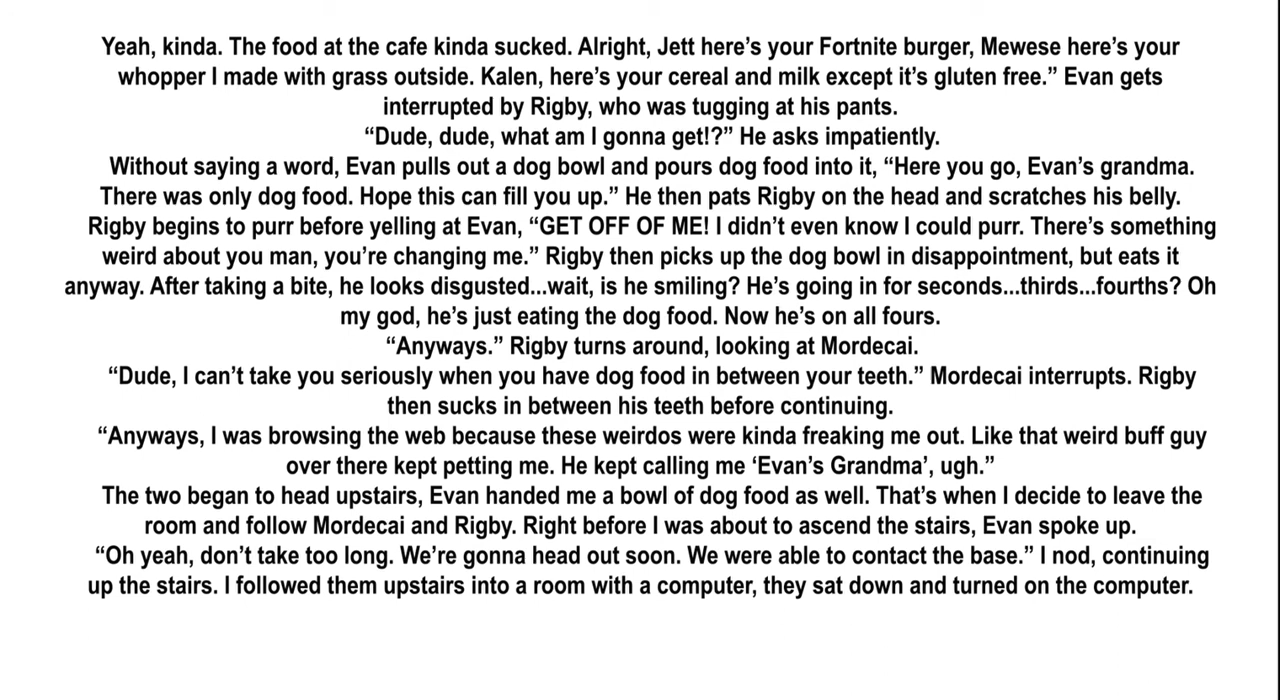 Yeah, kinda. The food at the cafe kinda sucked. Alright, Jett here’s your Fortnite burger, Mewese here’s your
whopper I made with grass outside. Kalen, here’s your cereal and milk except it’s gluten free.” Evan gets
interrupted by Rigby, who was tugging at his pants.
“Dude, dude, what am I gonna get!?” He asks impatiently.
Without saying a word, Evan pulls out a dog bowl and pours dog food into it, “Here you go, Evan’s grandma.
There was only dog food. Hope this can fill you up.” He then pats Rigby on the head and scratches his belly.
Rigby begins to purr before yelling at Evan, “GET OFF OF ME! I didn’t even know I could purr. There’s something
weird about you man, you’re changing me.” Rigby then picks up the dog bowl in disappointment, but eats it
anyway. After taking a bite, he looks disgusted...wait, is he smiling? He’s going in for seconds...thirds...fourths? Oh
my god, he’s just eating the dog food. Now he’s on all fours.
“Anyways.” Rigby turns around, looking at Mordecai.
“Dude, I can’t take you seriously when you have dog food in between your teeth.” Mordecai interrupts. Rigby
then sucks in between his teeth before continuing.
“Anyways, I was browsing the web because these weirdos were kinda freaking me out. Like that weird buff guy
over there kept petting me. He kept calling me ‘Evan’s Grandma’, ugh.”
The two began to head upstairs, Evan handed me a bowl of dog food as well. That’s when I decide to leave the
room and follow Mordecai and Rigby. Right before I was about to ascend the stairs, Evan spoke up.
“Oh yeah, don’t take too long. We’re gonna head out soon. We were able to contact the base.” I nod, continuing
up the stairs. I followed them upstairs into a room with a computer, they sat down and turned on the computer.